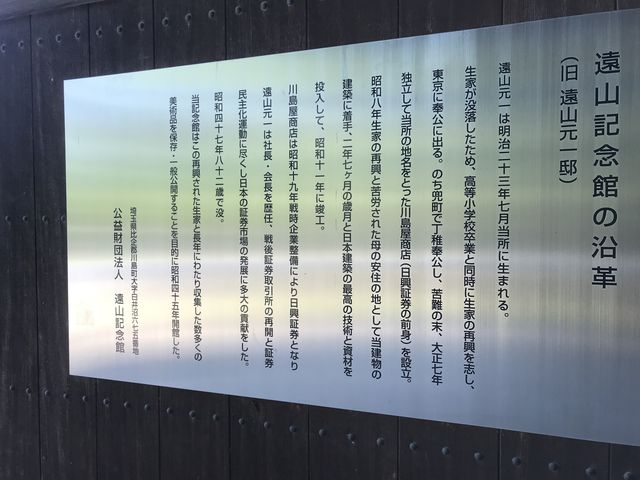 遠山記念館の沿革
（旧 遠山元一邸）
遠山元一は明治二十三年七月当所に生まれる。
生家が没落したため、高等小学校卒業と同時に生家の再興を志し、
東京に奉公に出る。のち兜町で丁稚奉公し、苦難の末、大正七年
独立して当所の地名をとった川島屋商店（日興証券の前身）を設立。
昭和八年生家の再興と苦労された母の安住の地として当建物の
建築に着手、二年七ヶ月の歳月と日本建築の最高の技術と資材を
投入して、昭和十一年に竣工。
川島屋商店は昭和十九年戦時企業整備により日興証券となり
遠山元一は社長・会長を歴任、戦後証券取引所の再開と証券
民主化運動に尽くし日本の証券市場の発展に多大の貢献をした。
昭和四十七年八十二歳で没。
当記念館はこの再興された生家と長年にわたり収集した数多くの
美術品を保存・一般公開することを目的に昭和四十五年開館した。
埼玉県比企郡川島町大字白井沼六七五番地
公益財団法人 遠山記念館